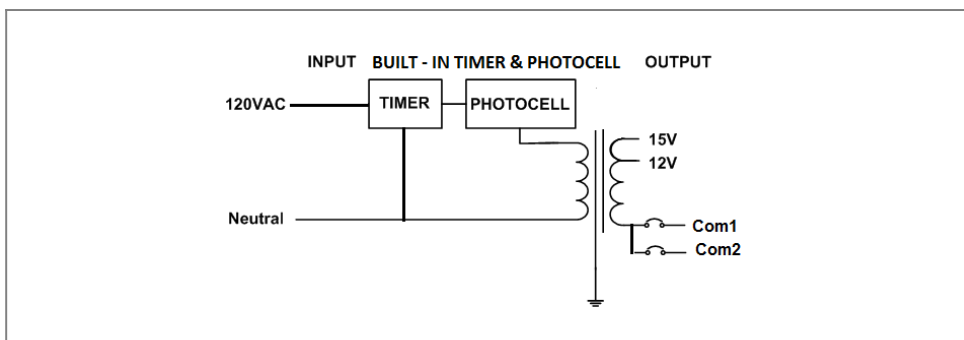 INPUT BUILT - IN TIMER & PHOTOCELL OUTPUT
120VAC TIMER PHOTOCELL
15V
12V
Neutral
Com1
Com2